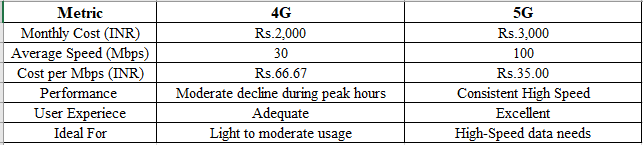 Metric 4G 5G
Monthly Cost (INR) Rs.2,000 Rs.3,000
Average Speed (Mbps) 30 100
Cost per Mbps (INR) Rs.66.67 Rs.35.00
Performance Moderate decline during peak hours Consistent High Speed
User Experiece Adequate Excellent
Ideal For Light to moderate usage High-Speed data needs